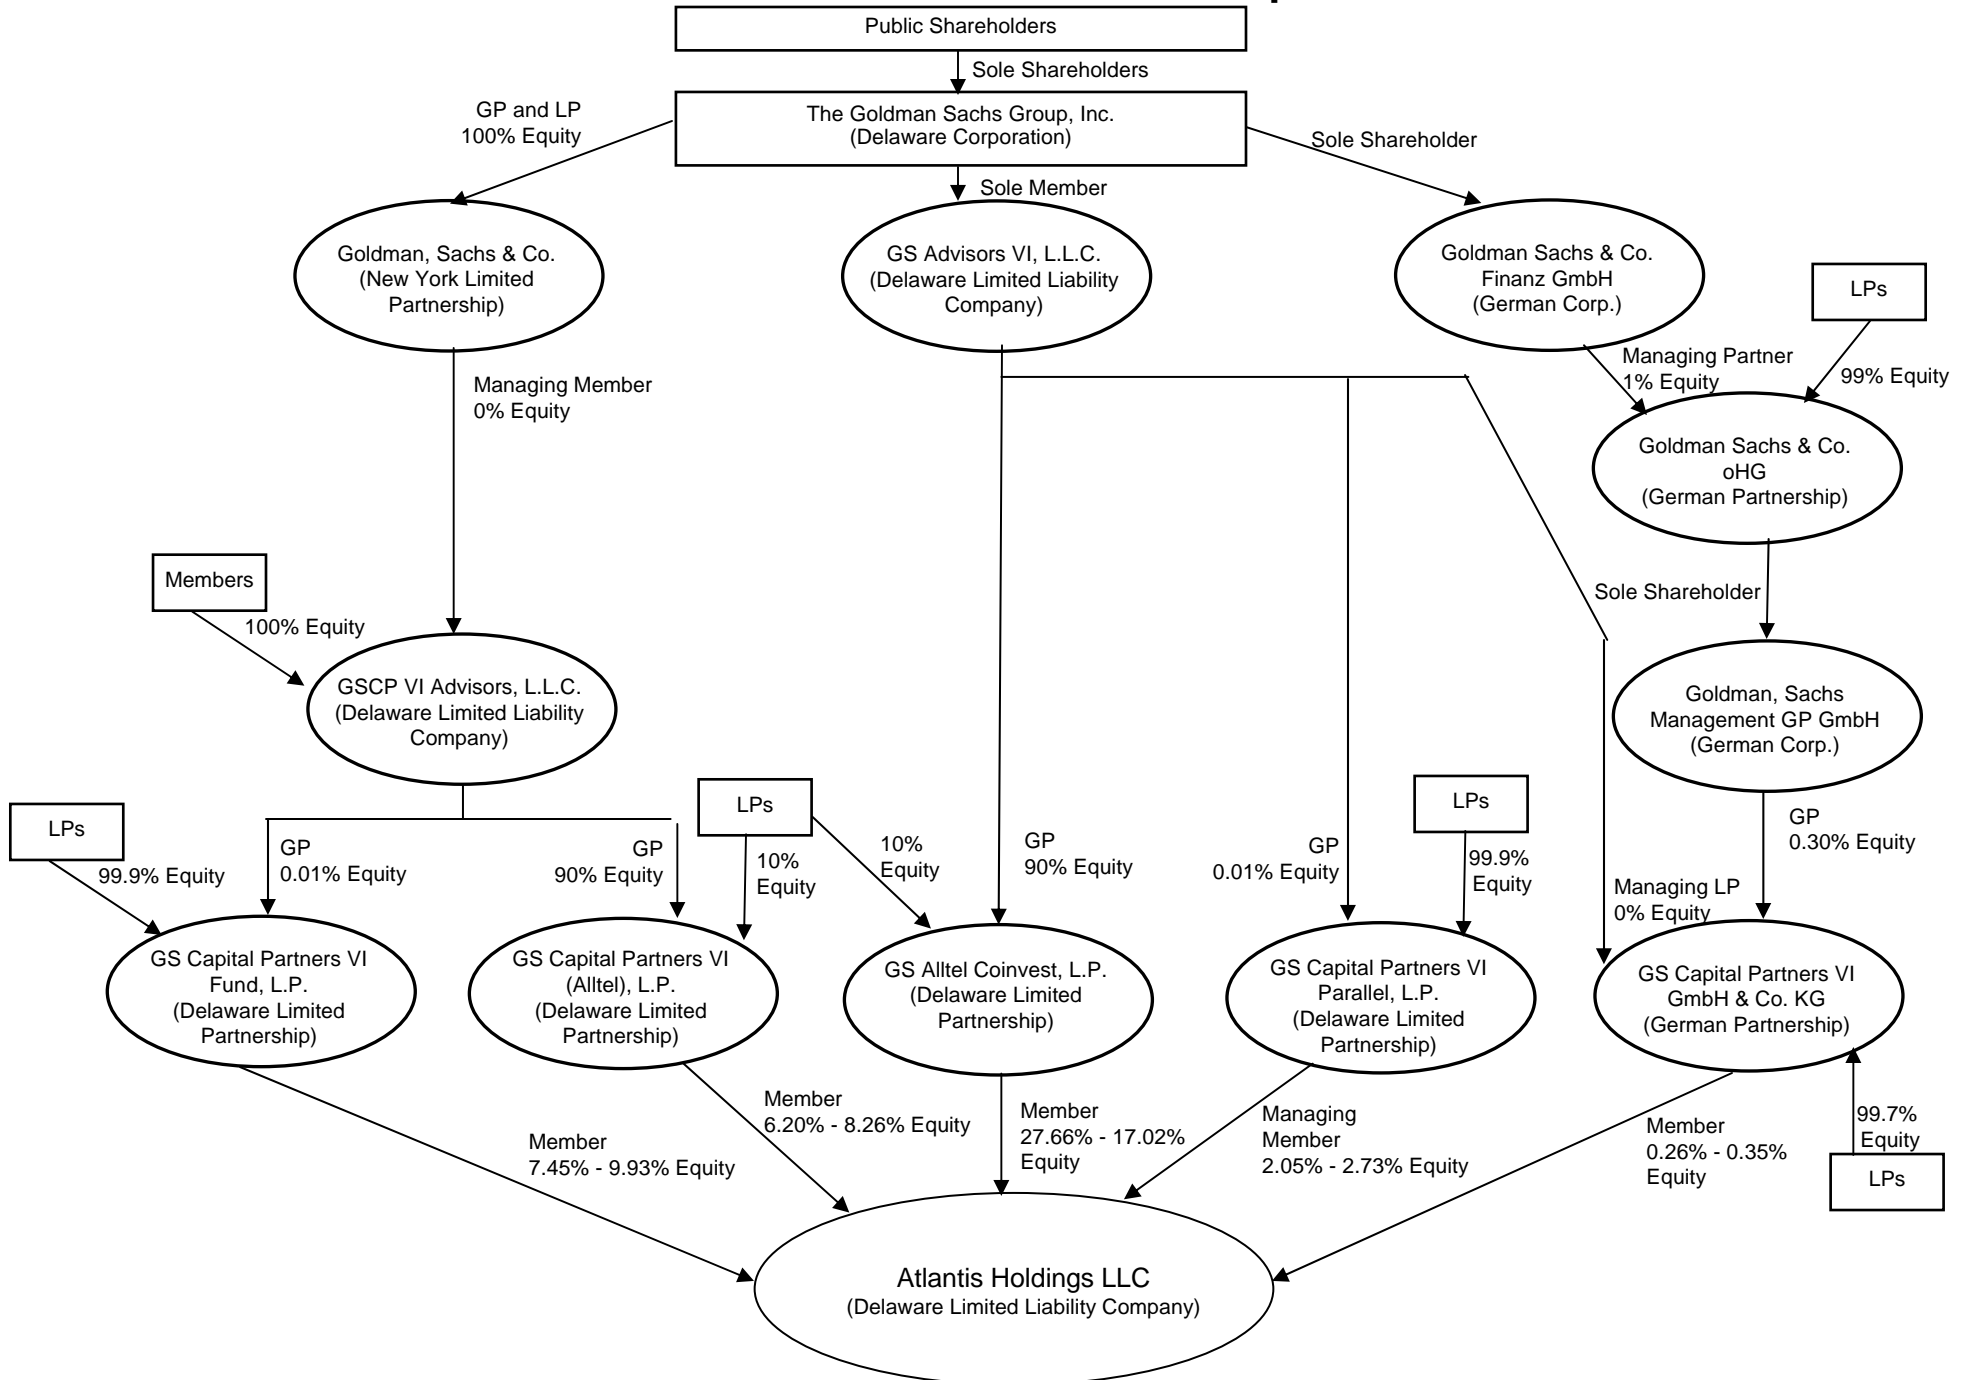 Public Shareholders
Sole Shareholders
GP and LP
100% Equity
The Goldman Sachs Group, Inc.
(Delaware Corporation)
Sole Shareholder
Sole Member
Goldman, Sachs & Co.
(New York Limited
Partnership)
GS Advisors VI, L.L.C.
(Delaware Limited Liability
Company)
Goldman Sachs & Co.
Finanz GmbH
(German Corp.)
LPs
Managing Partner
1% Equity
99% Equity
Managing Member
0% Equity
Goldman Sachs & Co.
oHG
(German Partnership)
Members
100% Equity
Sole Shareholder
GSCP VI Advisors, L.L.C.
(Delaware Limited Liability
Company)
Goldman, Sachs
Management GP GmbH
(German Corp.)
LPs
99.9% Equity
GP
0.01% Equity
GP
90% Equity
LPs
10%
Equity
10%
Equity
GP
90% Equity
GP
0.01% Equity
LPs
99.9%
Equity
Managing LP
0% Equity
GP
0.30% Equity
GS Capital Partners VI
Fund, L.P.
(Delaware Limited
Partnership)
GS Capital Partners VI
(Alltel), L.P.
(Delaware Limited
Partnership)
GS Alltel Coinvest, L.P.
(Delaware Limited
Partnership)
GS Capital Partners VI
Parallel, L.P.
(Delaware Limited
Partnership)
GS Capital Partners VI
GmbH & Co. KG
(German Partnership)
Member
7.45% - 9.93% Equity
Member
6.20% - 8.26% Equity
Member
27.66% - 17.02%
Equity
Managing
Member
2.05% - 2.73% Equity
Member
0.26% - 0.35%
Equity
99.7%
Equity
LPs
Atlantis Holdings LLC
(Delaware Limited Liability Company)